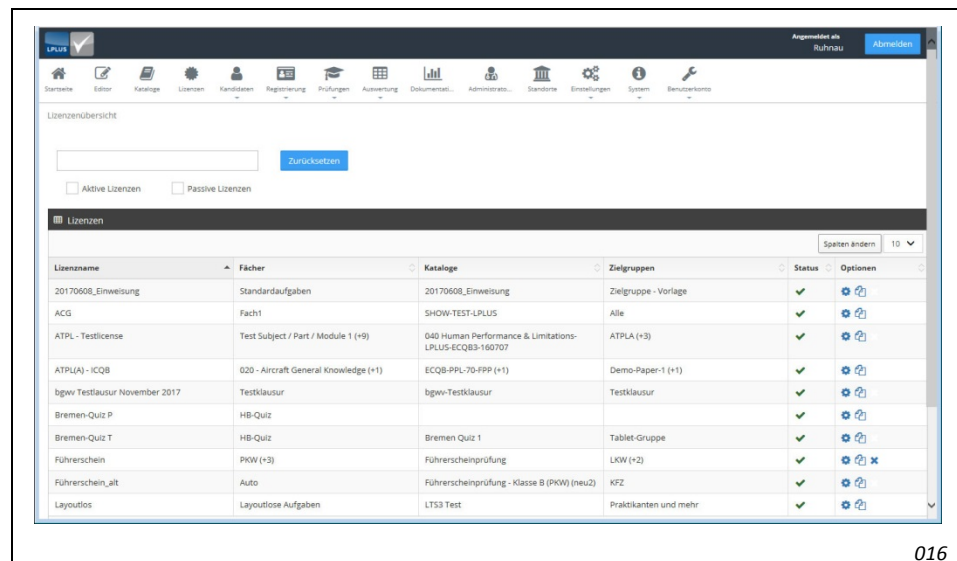 LPLUS
Angemeldet als
Ruhnau
Abmelden
Startseite Editor Kataloge Lizenzen Kandidaten Registrierung Prüfungen Auswertung Dokumentati... Administrato... Standorte Einstellungen System Benutzerkonto
Lizenzenübersicht
Zurücksetzen
Aktive Lizenzen Passive Lizenzen
Lizenzen
Spalten ändern 10
Lizenzname Fächer Kataloge Zielgruppen Status Optionen
20170608_Einweisung Standardaufgaben 20170608_Einweisung Zielgruppe - Vorlage
ACG Fach1 SHOW-TEST-LPLUS Alle
ATPL - Testlicense Test Subject / Part / Module 1 (+9) 040 Human Performance & Limitations- ATPLA (+3)
LPLUS-ECQB3-160707
ATPL(A) - ICQB 020 - Aircraft General Knowledge (+1) ECQB-PPL-70-FPP (+1) Demo-Paper-1 (+1)
bgwv Testlausur November 2017 Testklausur bgwv-Testklausur Testklausur
Bremen-Quiz P HB-Quiz
Bremen-Quiz T HB-Quiz Bremen Quiz 1 Tablet-Gruppe
Führerschein PKW (+3) Führerscheinprüfung LKW (+2)
Führerschein_alt Auto Führerscheinprüfung - Klasse B (PKW) (neu2) KFZ
Layoutlos Layoutlose Aufgaben LTS3 Test Praktikanten und mehr
016